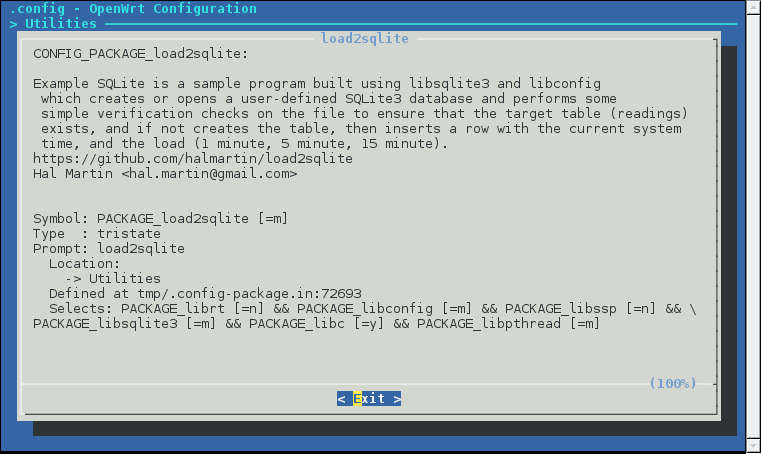 .config - OpenWrt Configuration
> Utilities
load2sqlite
CONFIG_PACKAGE_load2sqlite:
Example SQLite is a sample program built using libsqlite3 and libconfig
which creates or opens a user-defined SQLite3 database and performs some
simple verification checks on the file to ensure that the target table (readings)
exists, and if not creates the table, then inserts a row with the current system
time, and the load (1 minute, 5 minute, 15 minute).
https://github.com/halmartin/load2sqlite
Hal Martin <hal.martin@gmail.com>
Symbol: PACKAGE_load2sqlite [=m]
Type  : tristate
Prompt: load2sqlite
Location:
-> Utilities
Defined at tmp/.config-package.in:72693
Selects: PACKAGE_librt [=n] && PACKAGE_libconfig [=m] && PACKAGE_libssp [=n] && \
PACKAGE_libsqlite3 [=m] && PACKAGE_libc [=y] && PACKAGE_libpthread [=m]
(100%)
< Exit >